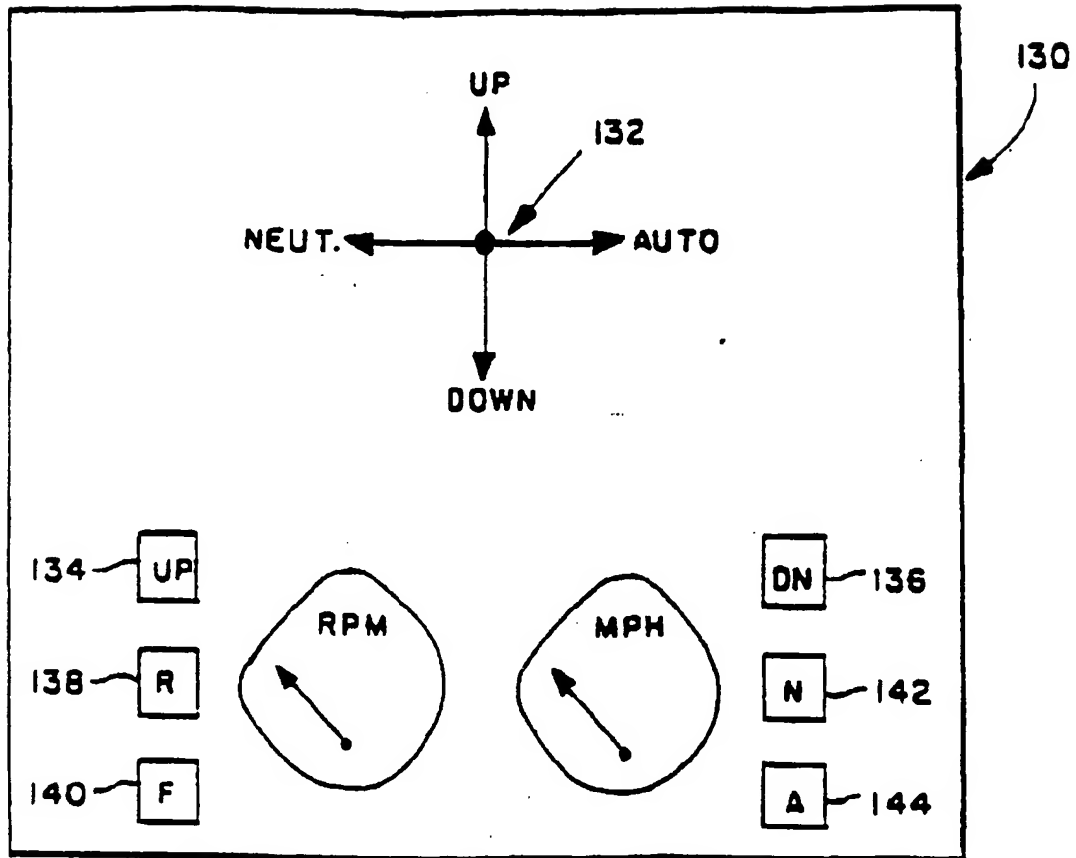 130
UP
132
NEUT. AUTO
DOWN
134 UP
DN 136
RPM MPH
138 R
N 142
140 F
A 144